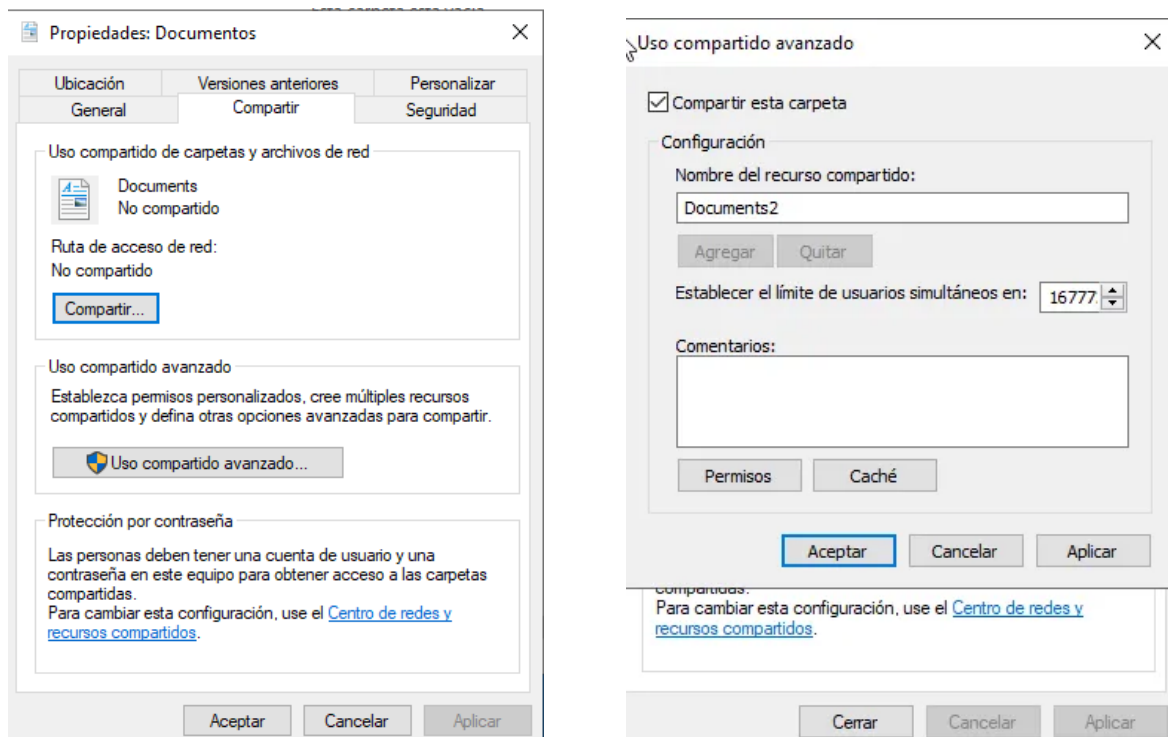 Propiedades: Documentos
Ubicación
Versiones anteriores
Personalizar
General
Compartir
Seguridad
Uso compartido de carpetas y archivos de red
Documents
No compartido
Ruta de acceso de red:
No compartido
Compartir...
Uso compartido avanzado
Establezca permisos personalizados, cree múltiples recursos
compartidos y defina otras opciones avanzadas para compartir.
Uso compartido avanzado...
Protección por contraseña
Las personas deben tener una cuenta de usuario y una
contraseña en este equipo para obtener acceso a las carpetas
compartidas.
Para cambiar esta configuración, use el Centro de redes y
recursos compartidos.
Aceptar
Cancelar
Aplicar
Uso compartido avanzado
Compartir esta carpeta
Configuración
Nombre del recurso compartido:
Documents2
Agregar
Quitar
Establecer el límite de usuarios simultáneos en:
16777
Comentarios:
Permisos
Caché
Aceptar
Cancelar
Aplicar
compartidas.
Para cambiar esta configuración, use el Centro de redes y
recursos compartidos.
Cerrar
Cancelar
Aplicar